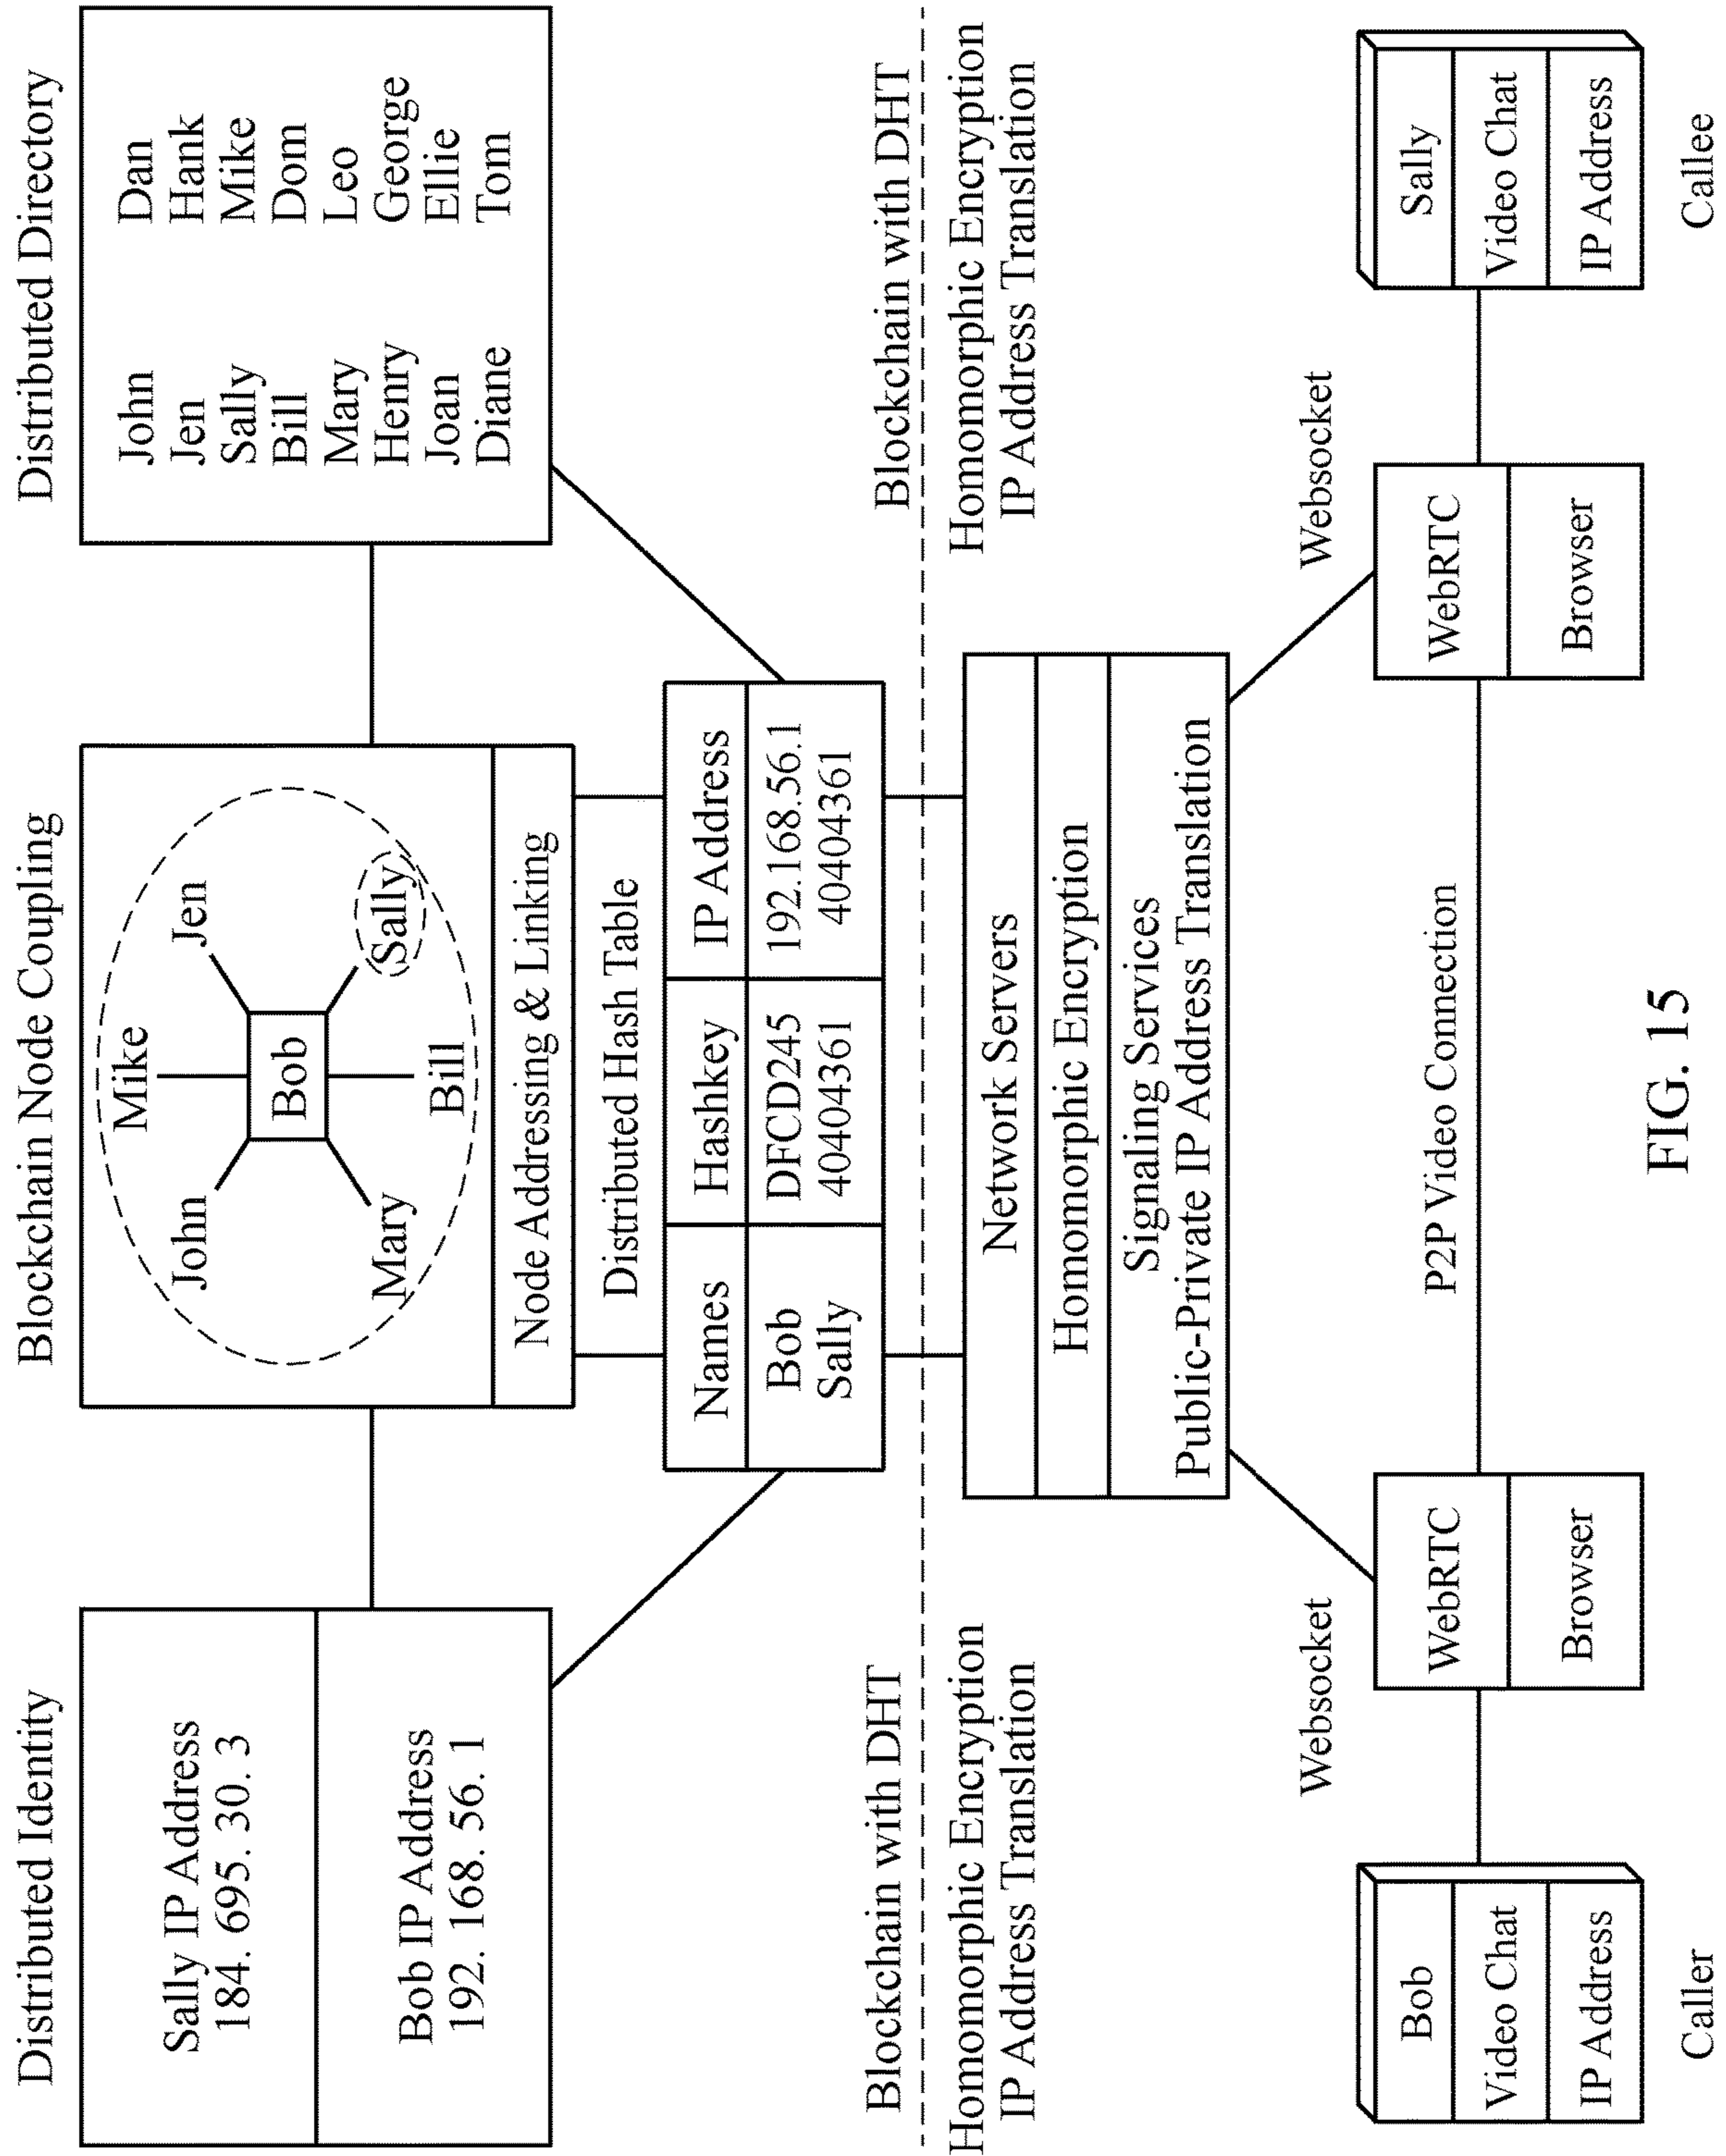 Distributed Identity
Sally IP Address
184. 695. 30. 3
Bob IP Address
192. 168. 56. 1
Blockchain Node Coupling
Mike
John
Jen
Bob
Mary
Sally
Bill
Node Addressing & Linking
Distributed Directory
John Dan
Jen Hank
Sally Mike
Bill Dom
Mary Leo
Henry George
Joan Ellie
Diane Tom
Distributed Hash Table
Names Hashkey IP Address
Bob DFCD245 192.168.56.1
Sally 40404361 40404361
Blockchain with DHT
Blockchain with DHT
Homomorphic Encryption
IP Address Translation
Homomorphic Encryption
IP Address Translation
Network Servers
Homomorphic Encryption
Signaling Services
Public-Private IP Address Translation
Websocket
Websocket
Bob
Video Chat
IP Address
WebRTC
Browser
P2P Video Connection
WebRTC
Browser
Sally
Video Chat
IP Address
Caller
Callee
FIG. 15